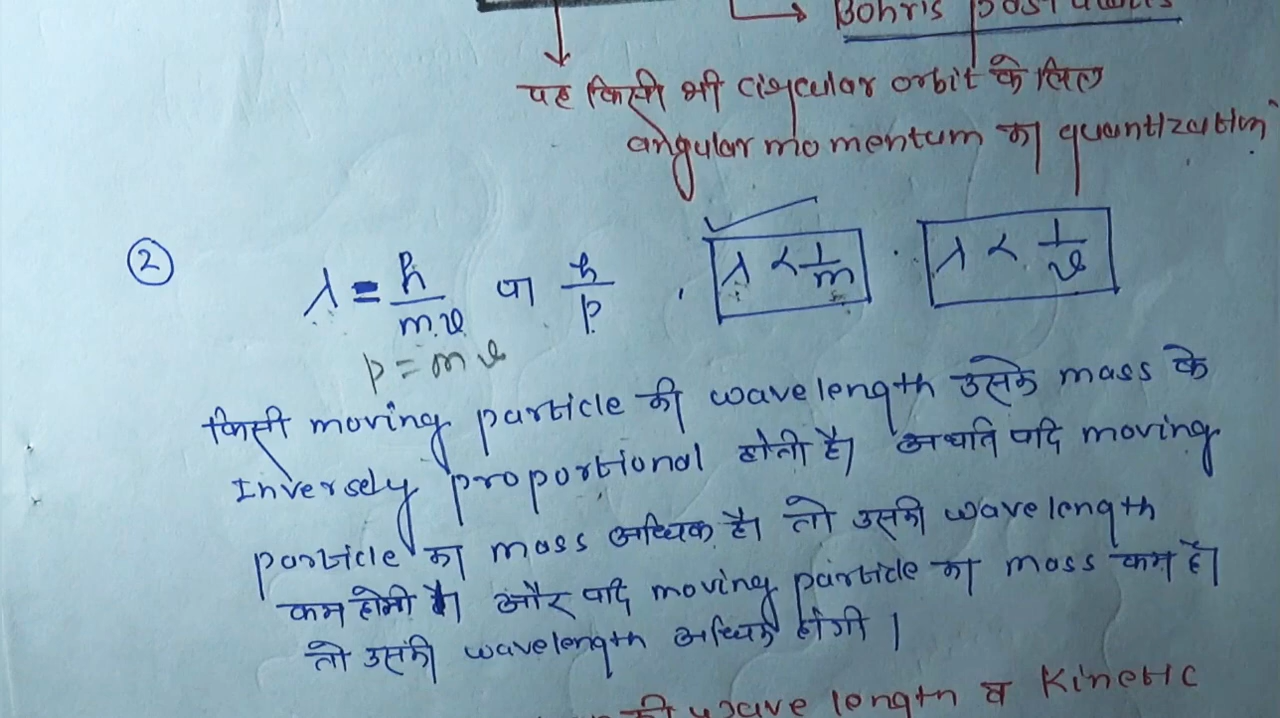 Bohr's postulates
यह किसी भी circular orbit के लिए
angular momentum का quantization
② λ = h/m.v या h/p , λ ∝ 1/m . λ ∝ 1/v
p = mv
किसी moving particle की wavelength उसके mass के
Inversely proportional होती है। अर्थात यदि moving
particle का mass अधिक है। तो उसकी wavelength
कम होगी है। और यदि moving particle का mass कम है।
तो उसकी wavelength अधिक होगी।
की wave length व Kinetic